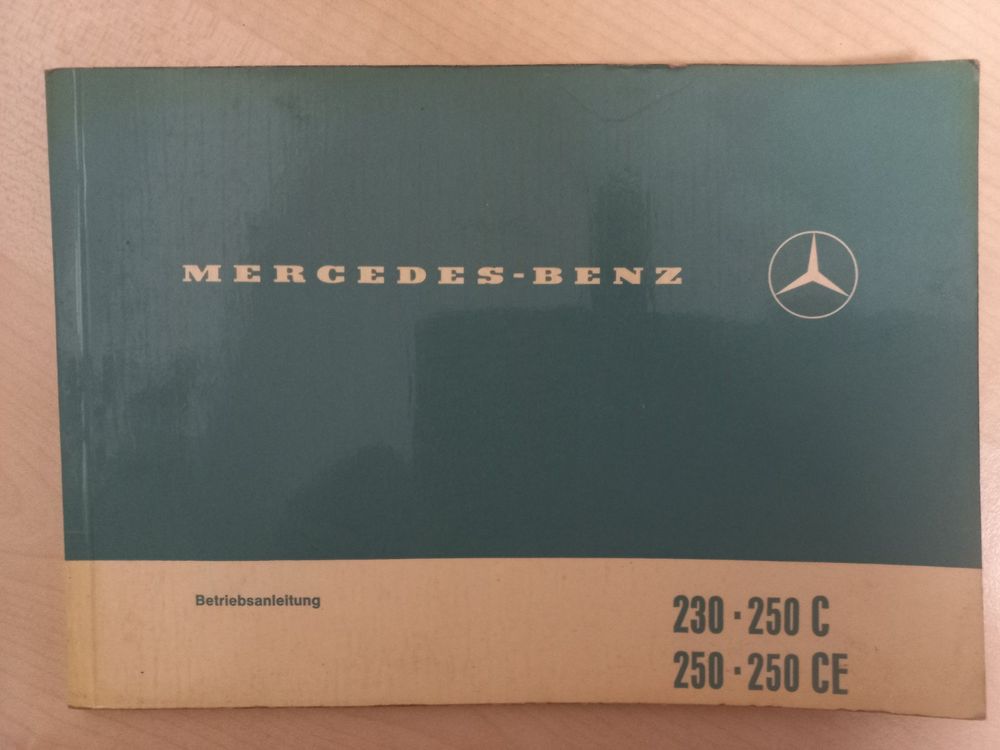 MERCEDES-BENZ
Betriebsanleitung
230 · 250 C
250 · 250 CE